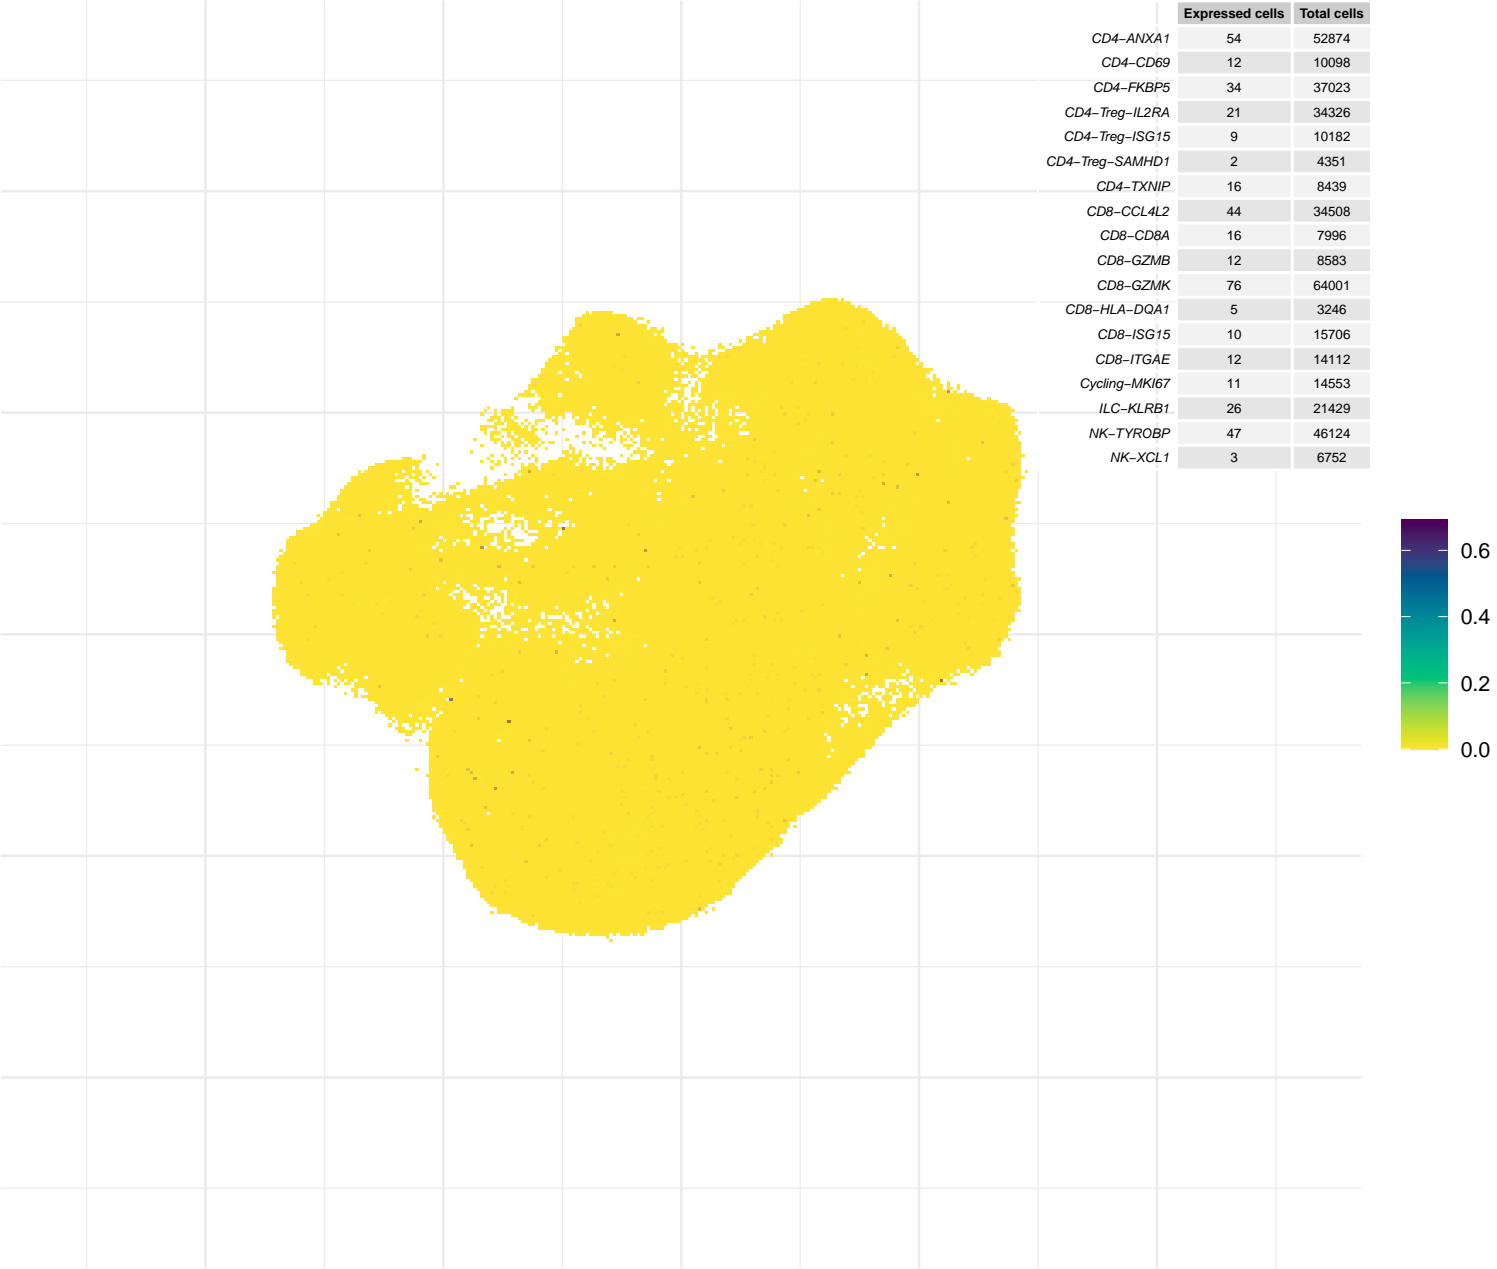 Expressed cells Total cells
CD4−ANXA1 54 52874
CD4−CD69 12 10098
CD4−FKBP5 34 37023
CD4−Treg−IL2RA 21 34326
CD4−Treg−ISG15 9 10182
CD4−Treg−SAMHD1 2 4351
CD4−TXNIP 16 8439
CD8−CCL4L2 44 34508
CD8−CD8A 16 7996
CD8−GZMB 12 8583
CD8−GZMK 76 64001
CD8−HLA−DQA1 5 3246
CD8−ISG15 10 15706
CD8−ITGAE 12 14112
Cycling−MKI67 11 14553
ILC−KLRB1 26 21429
NK−TYROBP 47 46124
NK−XCL1 3 6752
0.6
0.4
0.2
0.0